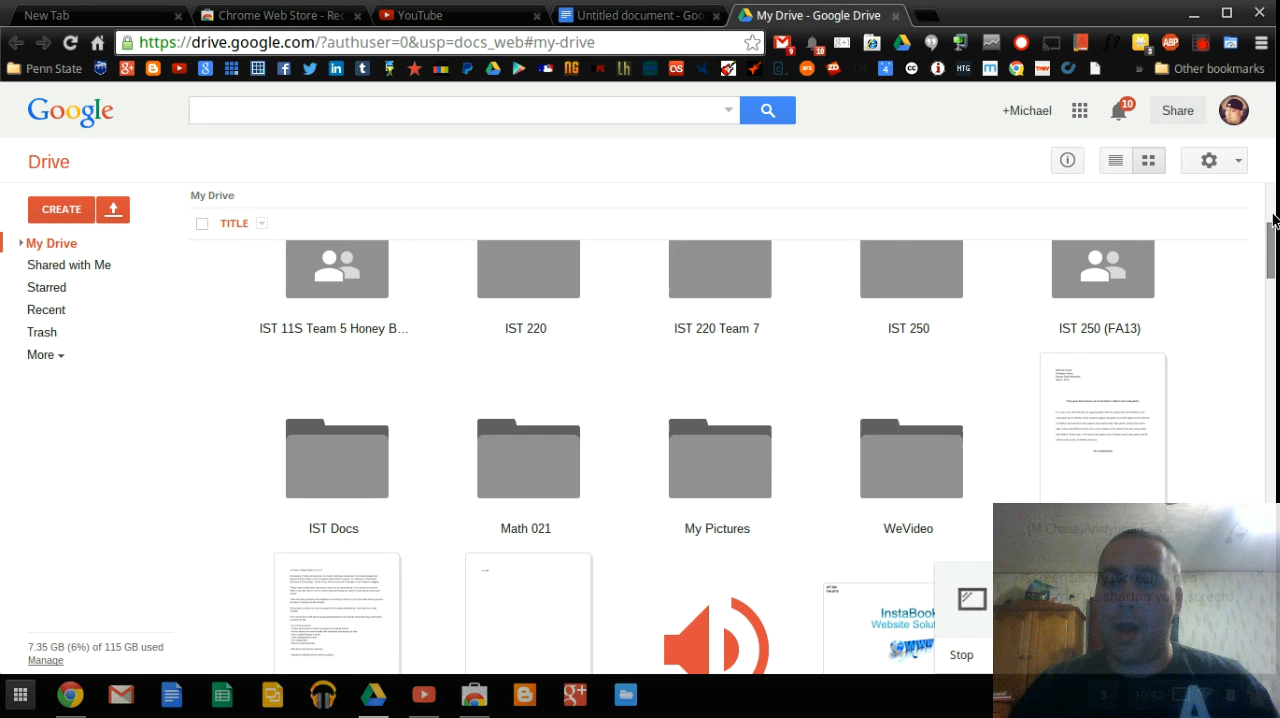 New Tab
Chrome Web Store - Rec
YouTube
Untitled document - Goo
My Drive - Google Drive
https://drive.google.com/?authuser=0&usp=docs_web#my-drive
Penn State
Other bookmarks
Google
+Michael
10
Share
Drive
My Drive
CREATE
TITLE
My Drive
Shared with Me
Starred
Recent
Trash
More
IST 11S Team 5 Honey B...
IST 220
IST 220 Team 7
IST 250
IST 250 (FA13)
IST Docs
Math 021
My Pictures
WeVideo
InstaBook
Website Solu
7.35 GB (6%) of 115 GB used
Manage
Stop
3
10:42